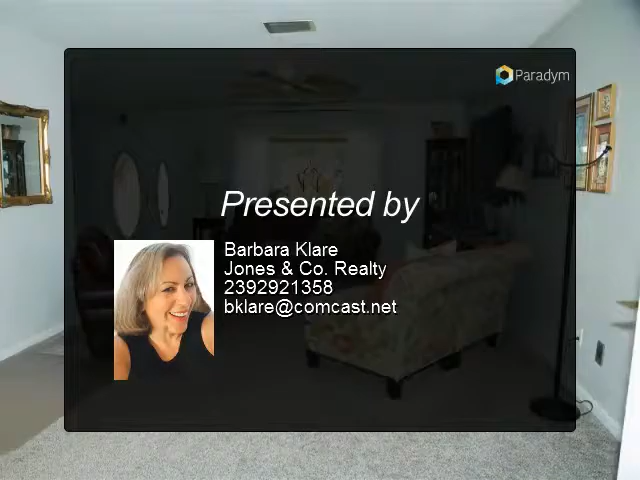 Paradym
Presented by
Barbara Klare
Jones & Co. Realty
2392921358
bklare@comcast.net